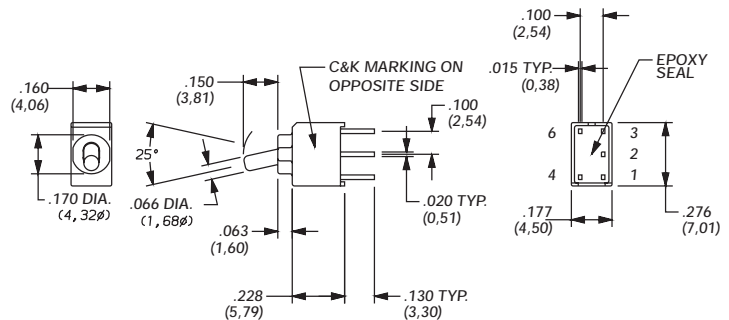 .160
(4,06)
.170 DIA.
(4,32ø)
.150
(3,81)
25°
.066 DIA.
(1,68ø)
.063
(1,60)
.228
(5,79)
C&K MARKING ON
OPPOSITE SIDE
.100
(2,54)
.020 TYP.
(0,51)
.130 TYP.
(3,30)
.100
(2,54)
.015 TYP.
(0,38)
EPOXY
SEAL
6 3
2
4 1
.177
(4,50)
.276
(7,01)